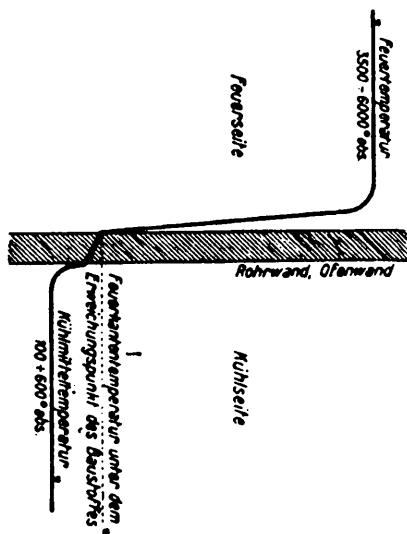 Feuertemperatur
3500 ÷ 6000° abs.
Feuerseite
Rohrwand, Ofenwand
Kühlseite
Feuerkantentemperatur unter dem
Erweichungspunkt des Baustoffes
Kühlmitteltemperatur
100 ÷ 600° abs.